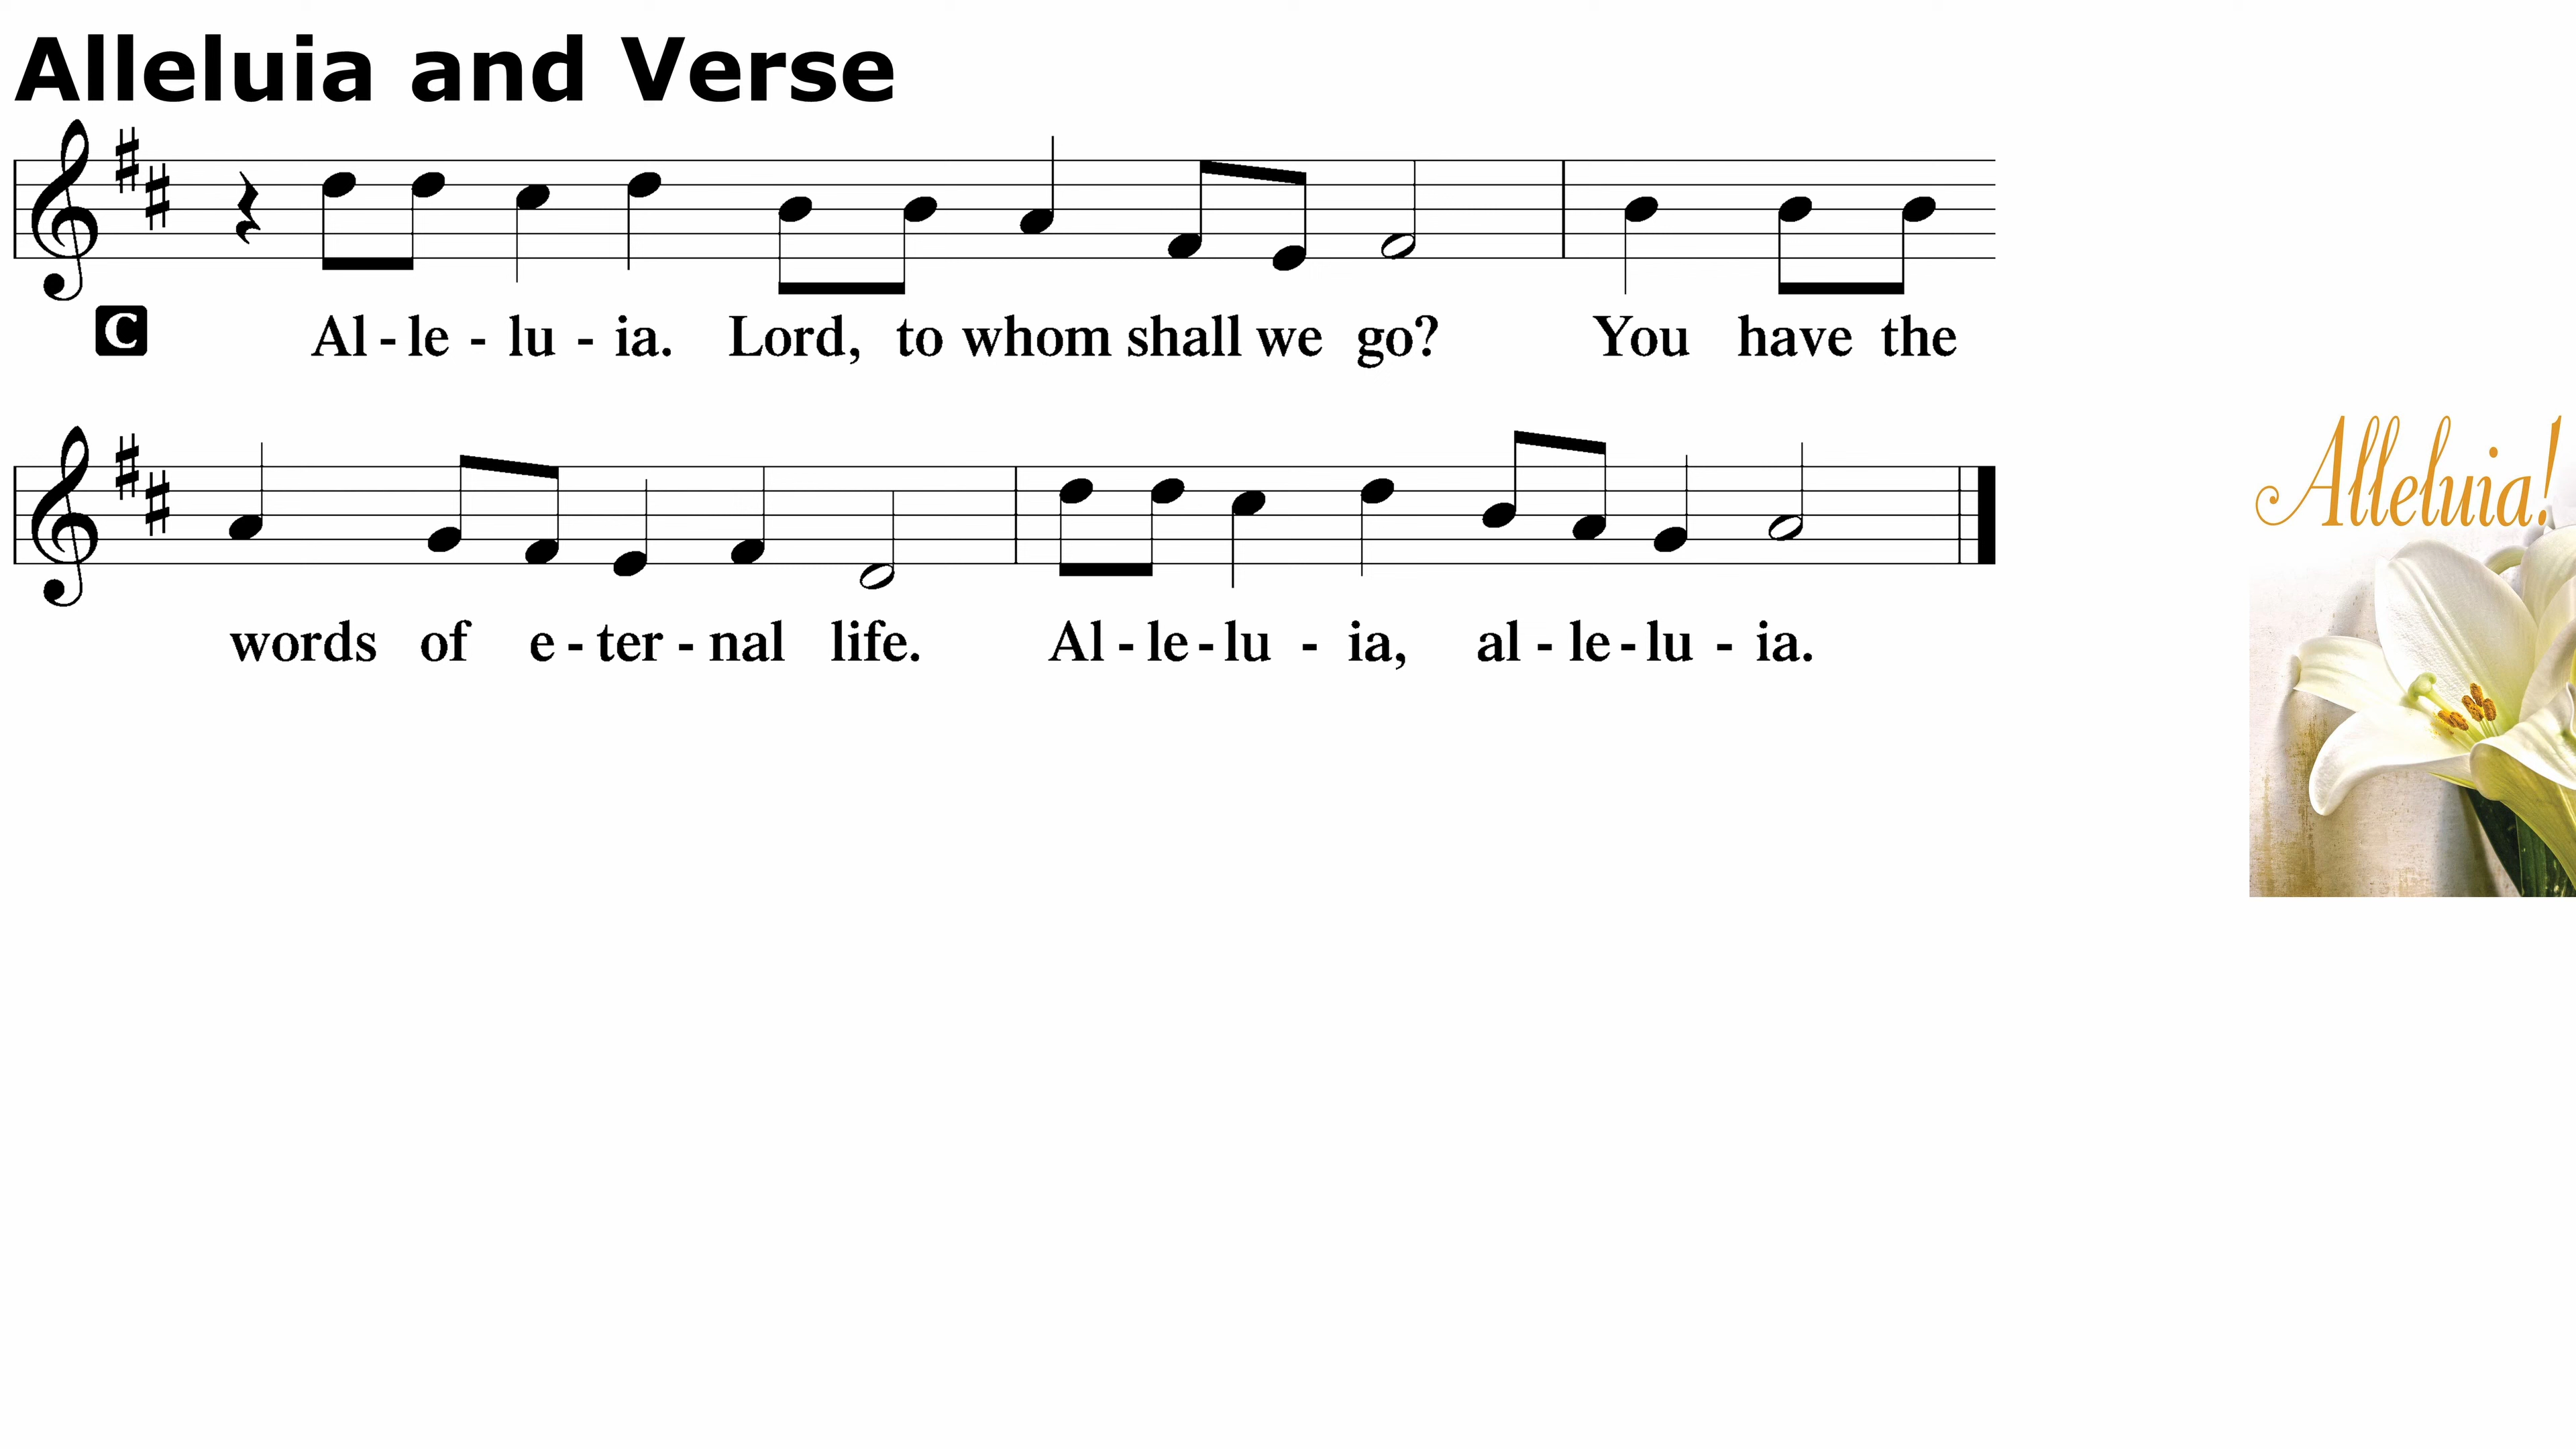 Alleluia and Verse
C Al - le - lu - ia. Lord, to whom shall we go? You have the
words of e - ter - nal life. Al - le - lu - ia, al - le - lu - ia.
Alleluia!